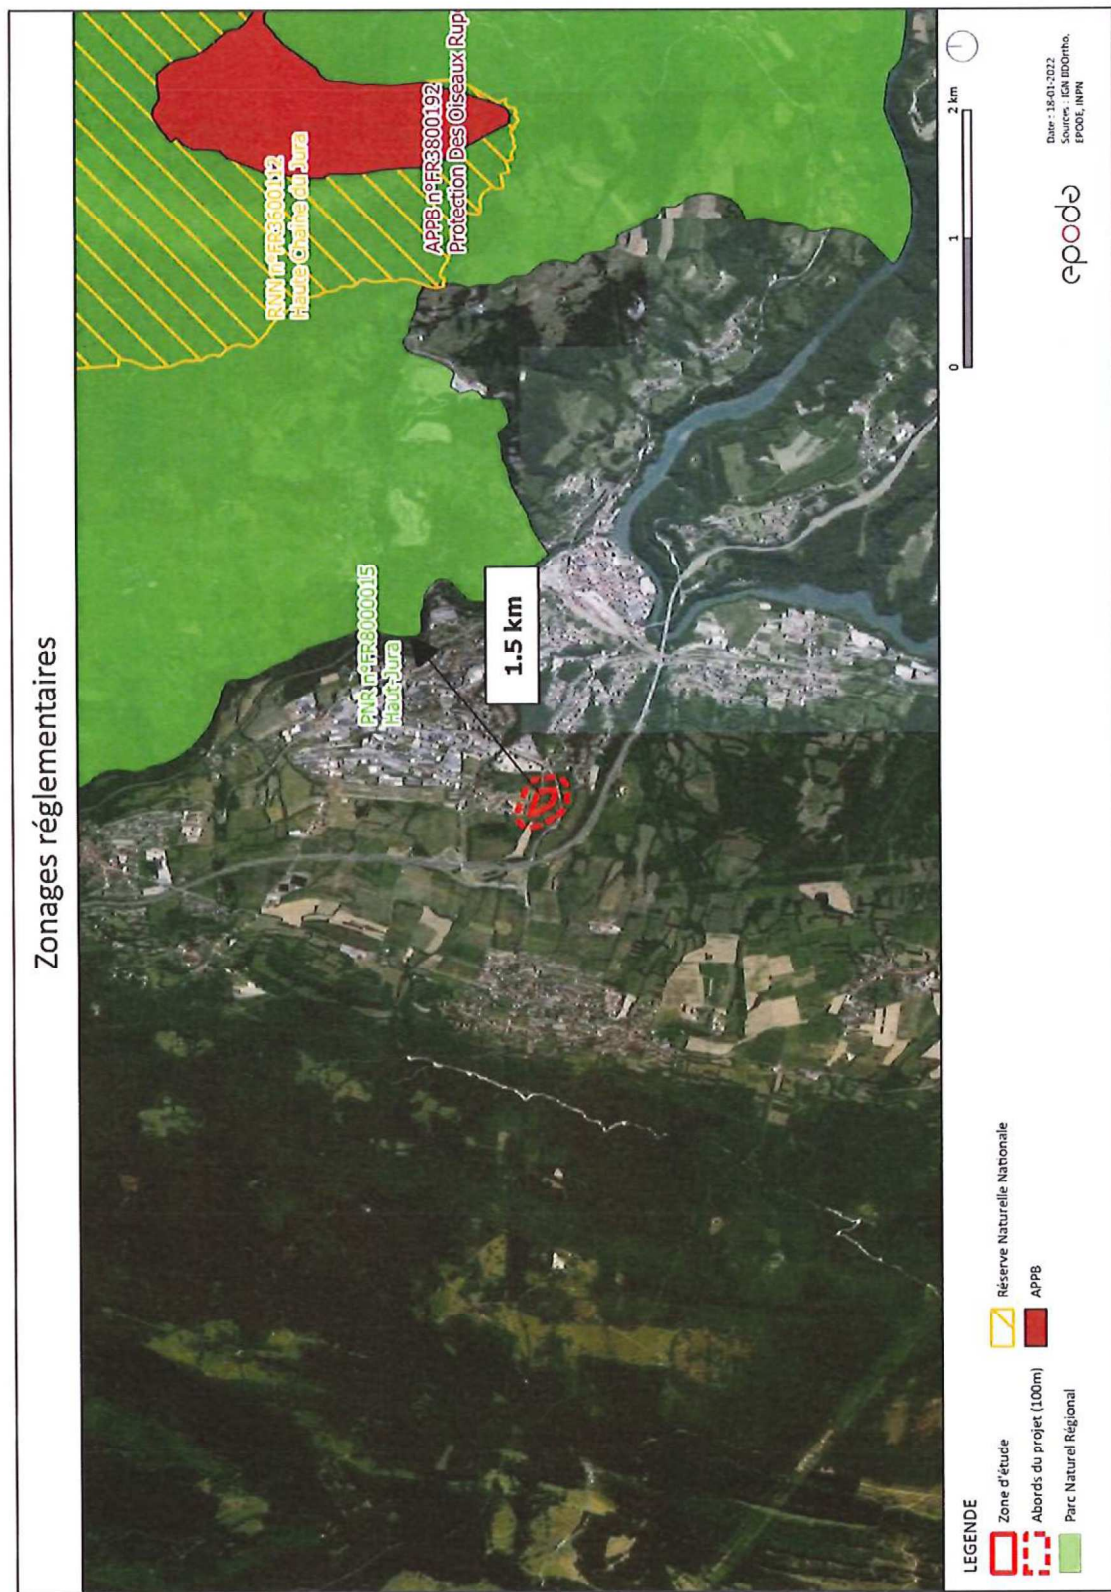 Zonages réglementaires
RNN n°FR3600112
Haute Chaine du Jura
APPB n°FR3800192
Protection Des Oiseaux Rup
PNR n°FR8000015
Haut-Jura
1.5 km
0 1 2 km
LEGENDE
Zone d'étude
Abords du projet (100m)
Parc Naturel Régional
Réserve Naturelle Nationale
APPB
epode
Date : 18-01-2022
Sources : IGN BDOrtho,
EPODE, INPN